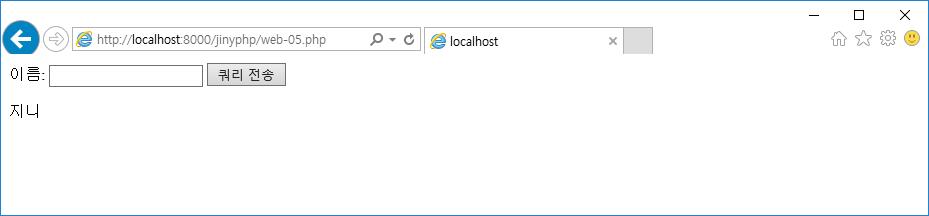 http://localhost:8000/jinyphp/web-05.php
localhost
이름:
쿼리 전송
지니